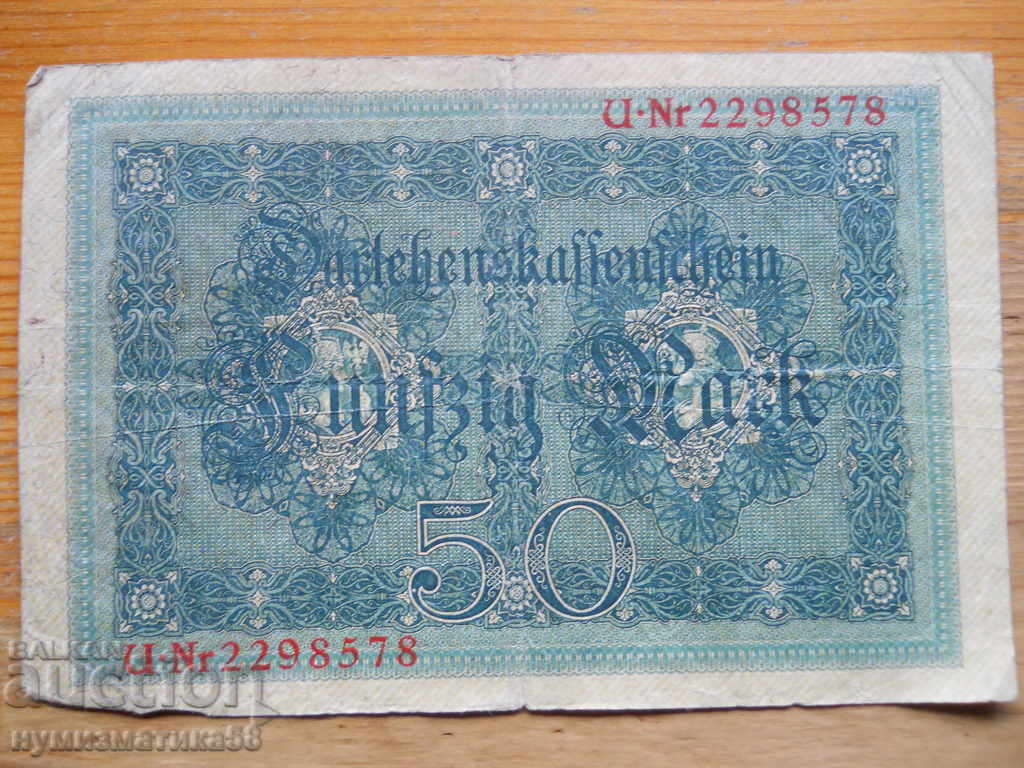 U·Nr 2298578
Darlehenskassenschein
Fünfzig Mark
50
U·Nr 2298578
BALKAN
auction
нумизматика58